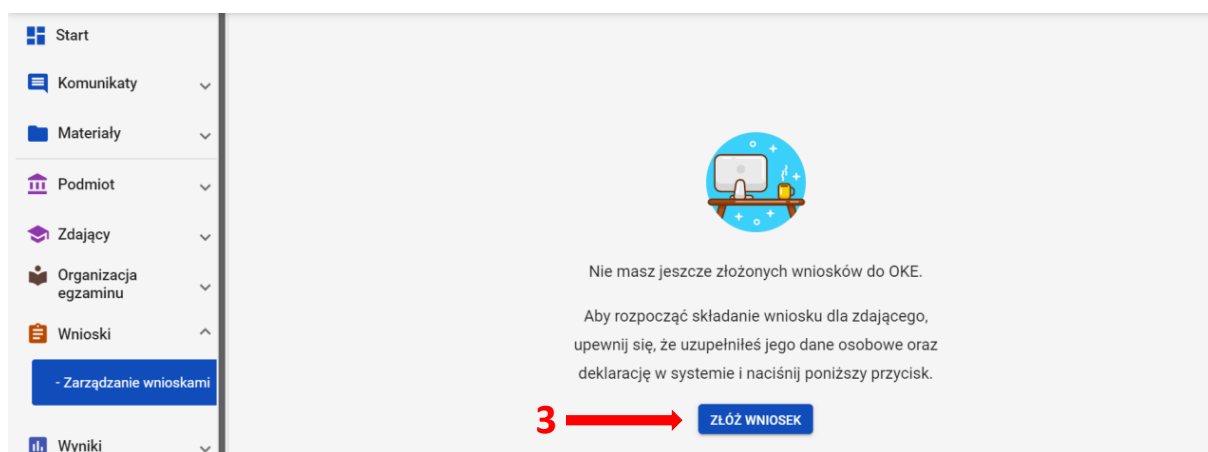 Start
Komunikaty
Materiały
Podmiot
Zdający
Organizacja
egzaminu
Wnioski
- Zarządzanie wnioskami
Wyniki
Nie masz jeszcze złożonych wniosków do OKE.
Aby rozpocząć składanie wniosku dla zdającego,
upewnij się, że uzupełniłeś jego dane osobowe oraz
deklarację w systemie i naciśnij poniższy przycisk.
3
ZŁÓŻ WNIOSEK